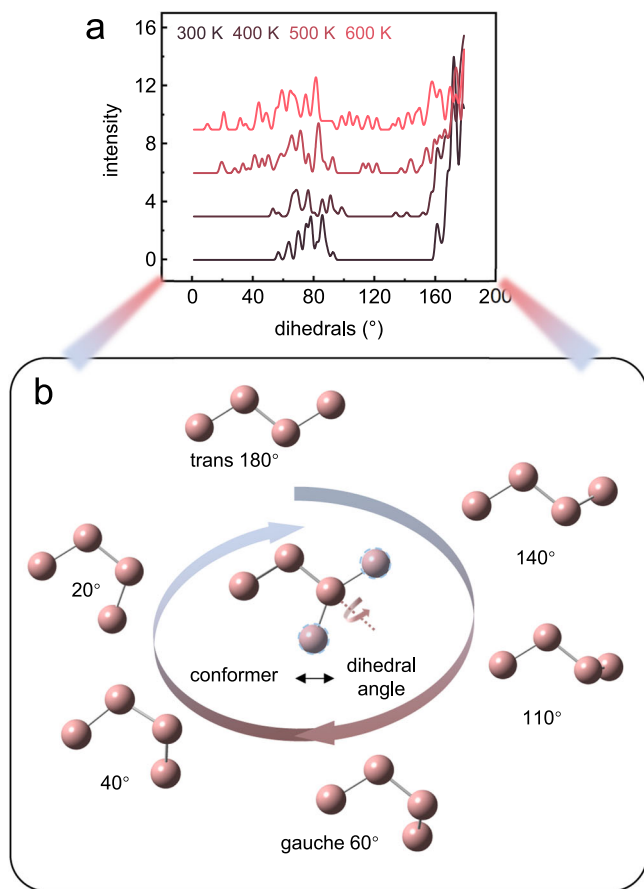 a
300 K 400 K 500 K 600 K
16
12
8
4
0
intensity
0 40 80 120 160 200
dihedrals (°)
b
trans 180°
140°
20°
conformer
dihedral
angle
110°
40°
gauche 60°